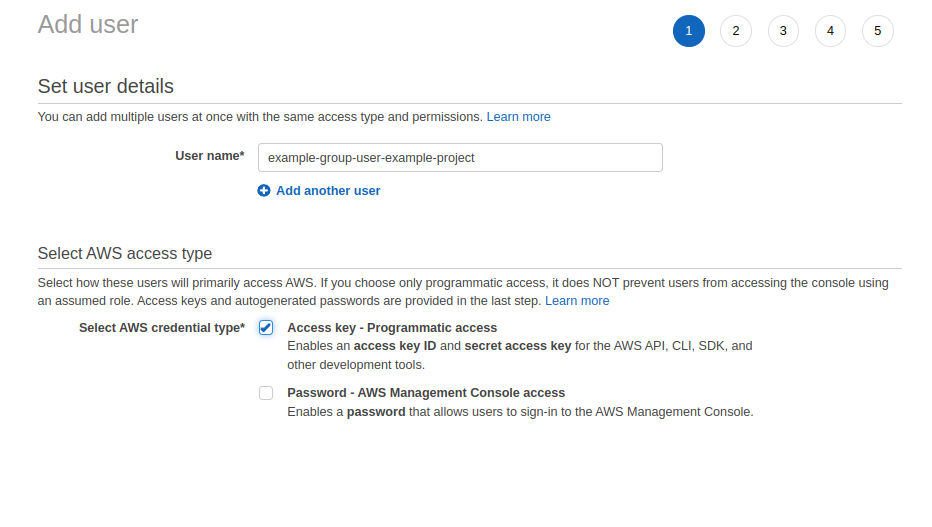 Add user
1 2 3 4 5
Set user details
You can add multiple users at once with the same access type and permissions. Learn more
User name* example-group-user-example-project
Add another user
Select AWS access type
Select how these users will primarily access AWS. If you choose only programmatic access, it does NOT prevent users from accessing the console using
an assumed role. Access keys and autogenerated passwords are provided in the last step. Learn more
Select AWS credential type* Access key - Programmatic access
Enables an access key ID and secret access key for the AWS API, CLI, SDK, and
other development tools.
Password - AWS Management Console access
Enables a password that allows users to sign-in to the AWS Management Console.